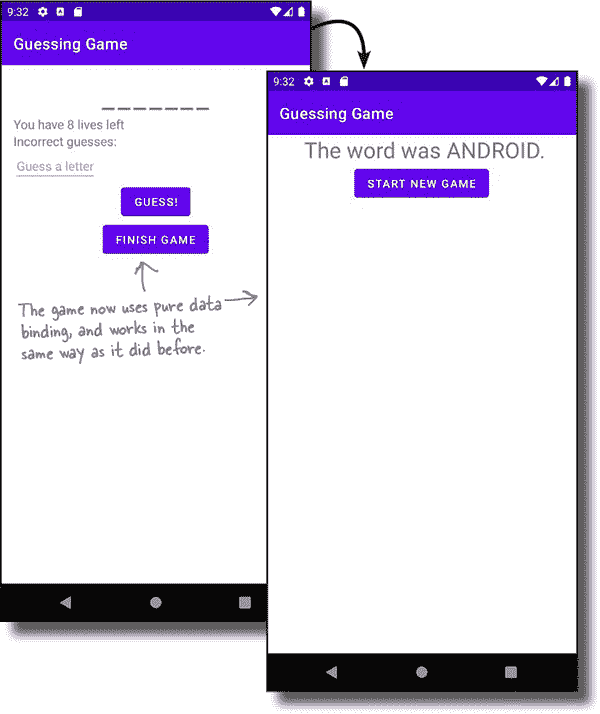 9:32
Guessing Game
_ _ _ _ _ _ _
You have 8 lives left
Incorrect guesses:
Guess a letter
GUESS!
FINISH GAME
The game now uses pure data
binding, and works in the
same way as it did before.
9:32
Guessing Game
The word was ANDROID.
START NEW GAME